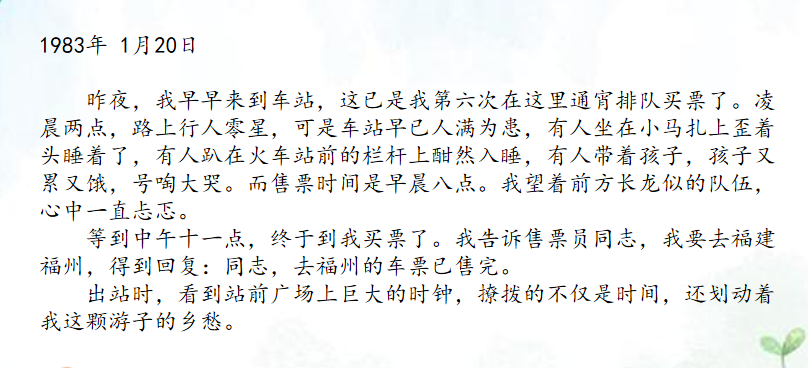 1983年 1月20日
昨夜，我早早来到车站，这已是我第六次在这里通宵排队买票了。凌
晨两点，路上行人零星，可是车站早已人满为患，有人坐在小马扎上歪着
头睡着了，有人趴在火车站前的栏杆上酣然入睡，有人带着孩子，孩子又
累又饿，号啕大哭。而售票时间是早晨八点。我望着前方长龙似的队伍，
心中一直忐忑。
等到中午十一点，终于到我买票了。我告诉售票员同志，我要去福建
福州，得到回复：同志，去福州的车票已售完。
出站时，看到站前广场上巨大的时钟，撩拨的不仅是时间，还划动着
我这颗游子的乡愁。